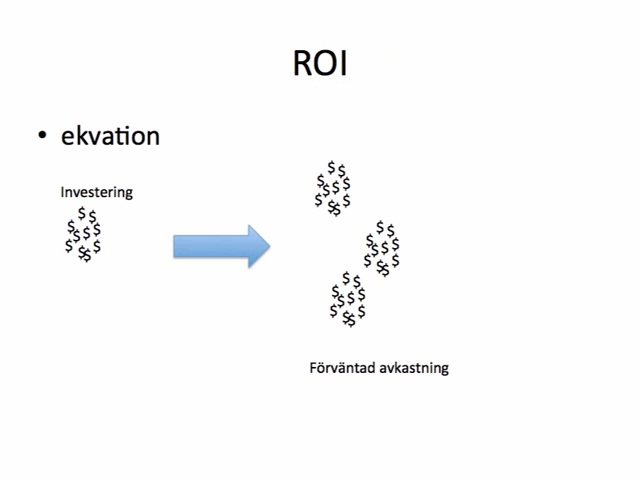 ROI
• ekvation
Investering
Förväntad avkastning